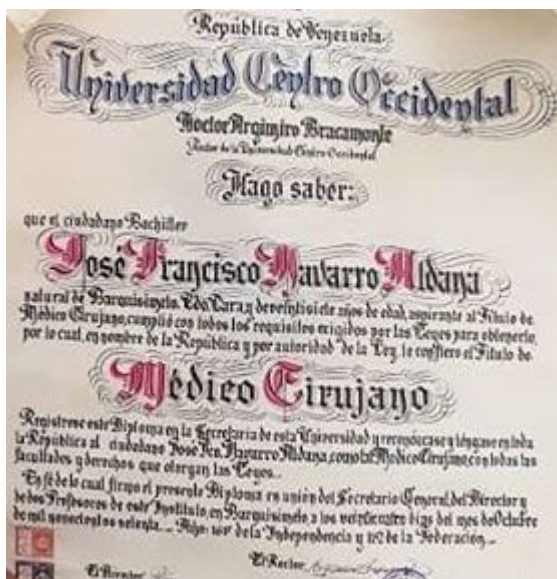 República de Venezuela
Universidad Centro Occidental
Doctor Argimiro Bracamonte
Rector de la Universidad Centro Occidental
Hago saber:
que el ciudadano Bachiller
José Francisco Navarro Aldana
natural de Barquisimeto, Edo. Lara, y de veintisiete años de edad, aspirante al Título de
Médico Cirujano, cumplió con todos los requisitos exigidos por las Leyes para obtenerlo,
por lo cual, en nombre de la República y por autoridad de la Ley, le confiero el Título de
Médico Cirujano
Regístrese este Diploma en la Secretaría de esta Universidad y reconózcase y téngase en toda
la República al ciudadano José Fco. Navarro Aldana, como tal Médico Cirujano, con todas las
facultades y derechos que otorgan las Leyes.
En fé de lo cual firmo el presente Diploma en unión del Secretario General, del Director y
de dos Profesores de este Instituto, en Barquisimeto a los veinticuatro días del mes de Octubre
de mil novecientos setenta. Año: 160° de la Independencia y 112 de la Federación
El Rector
El Director